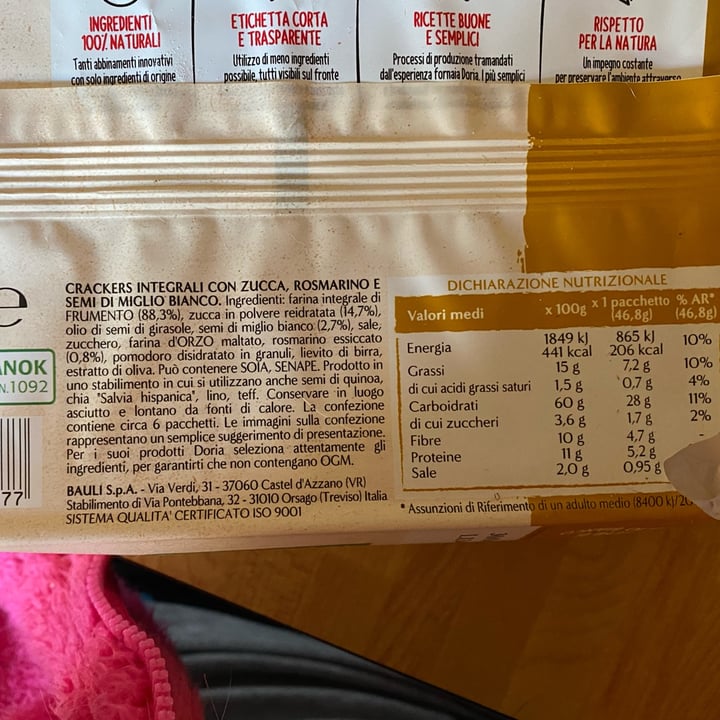 INGREDIENTI
100% NATURALI
Tanti abbinamenti innovativi
con solo ingredienti di origine
ETICHETTA CORTA
E TRASPARENTE
Utilizzo di meno ingredienti
possibile, tutti visibili sul fronte
RICETTE BUONE
E SEMPLICI
Processi di produzione tramandati
dall'esperienza fornaia Doria. I più semplici
RISPETTO
PER LA NATURA
Un impegno costante
per preservare l'ambiente attraverso
e
ANOK
N.1092
77
CRACKERS INTEGRALI CON ZUCCA, ROSMARINO E
SEMI DI MIGLIO BIANCO. Ingredienti: farina integrale di
FRUMENTO (88,3%), zucca in polvere reidratata (14,7%),
olio di semi di girasole, semi di miglio bianco (2,7%), sale,
zucchero, farina d'ORZO maltato, rosmarino essiccato
(0,8%), pomodoro disidratato in granuli, lievito di birra,
estratto di oliva. Può contenere SOIA, SENAPE. Prodotto in
uno stabilimento in cui si utilizzano anche semi di quinoa,
chia "Salvia hispanica", lino, teff. Conservare in luogo
asciutto e lontano da fonti di calore. La confezione
contiene circa 6 pacchetti. Le immagini sulla confezione
rappresentano un semplice suggerimento di presentazione.
Per i suoi prodotti Doria seleziona attentamente gli
ingredienti, per garantirti che non contengano OGM.
BAULI S.p.A. - Via Verdi, 31 - 37060 Castel d'Azzano (VR)
Stabilimento di Via Pontebbana, 32 - 31010 Orsago (Treviso) Italia
SISTEMA QUALITA' CERTIFICATO ISO 9001
DICHIARAZIONE NUTRIZIONALE
Valori medi x 100g x 1 pacchetto (46,8g) % AR* (46,8g)
Energia 1849 kJ 865 kJ
441 kcal 206 kcal 10%
Grassi 15 g 7,2 g 10%
di cui acidi grassi saturi 1,5 g 0,7 g 4%
Carboidrati 60 g 28 g 11%
di cui zuccheri 3,6 g 1,7 g 2%
Fibre 10 g 4,7 g -
Proteine 11 g 5,2 g
Sale 2,0 g 0,95 g
* Assunzioni di Riferimento di un adulto medio (8400 kJ/20